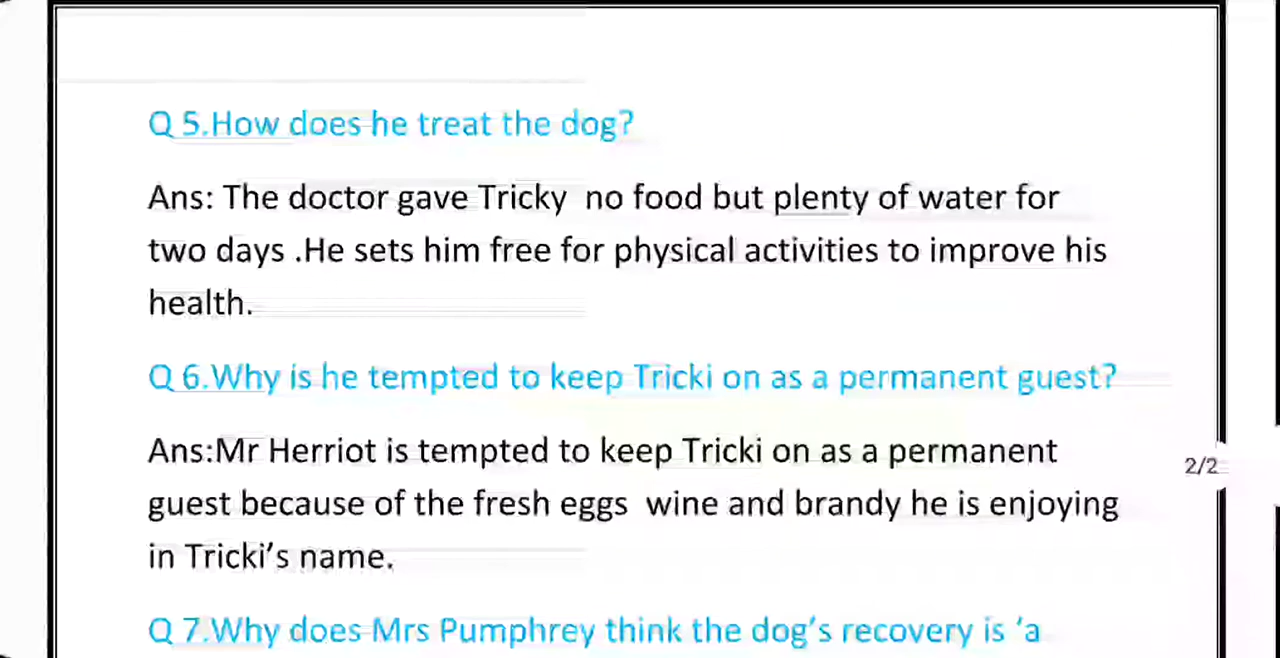 Q 5.How does he treat the dog?
Ans: The doctor gave Tricky  no food but plenty of water for
two days .He sets him free for physical activities to improve his
health.
Q 6.Why is he tempted to keep Tricki on as a permanent guest?
Ans:Mr Herriot is tempted to keep Tricki on as a permanent
guest because of the fresh eggs  wine and brandy he is enjoying
in Tricki’s name.
2/2
Q 7.Why does Mrs Pumphrey think the dog’s recovery is ‘a